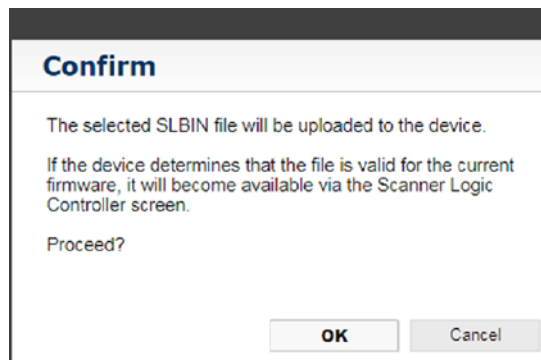 Confirm
The selected SLBIN file will be uploaded to the device.
If the device determines that the file is valid for the current
firmware, it will become available via the Scanner Logic
Controller screen.
Proceed?
OK
Cancel